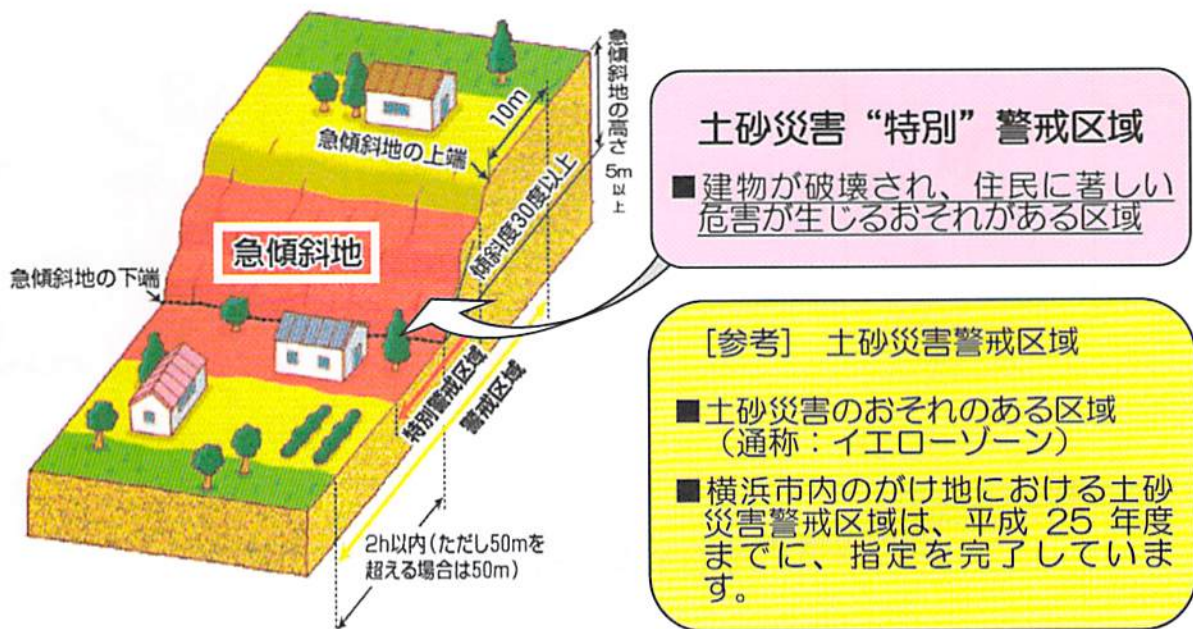 急傾斜地の高さ
5m以上
10m
急傾斜地の上端
傾斜度30度以上
急傾斜地
急傾斜地の下端
特別警戒区域
警戒区域
2h以内(ただし50mを
超える場合は50m)
土砂災害“特別”警戒区域
■建物が破壊され、住民に著しい
危害が生じるおそれがある区域
[参考] 土砂災害警戒区域
■土砂災害のおそれのある区域
(通称:イエローゾーン)
■横浜市内のがけ地における土砂
災害警戒区域は、平成 25 年度
までに、指定を完了していま
す。